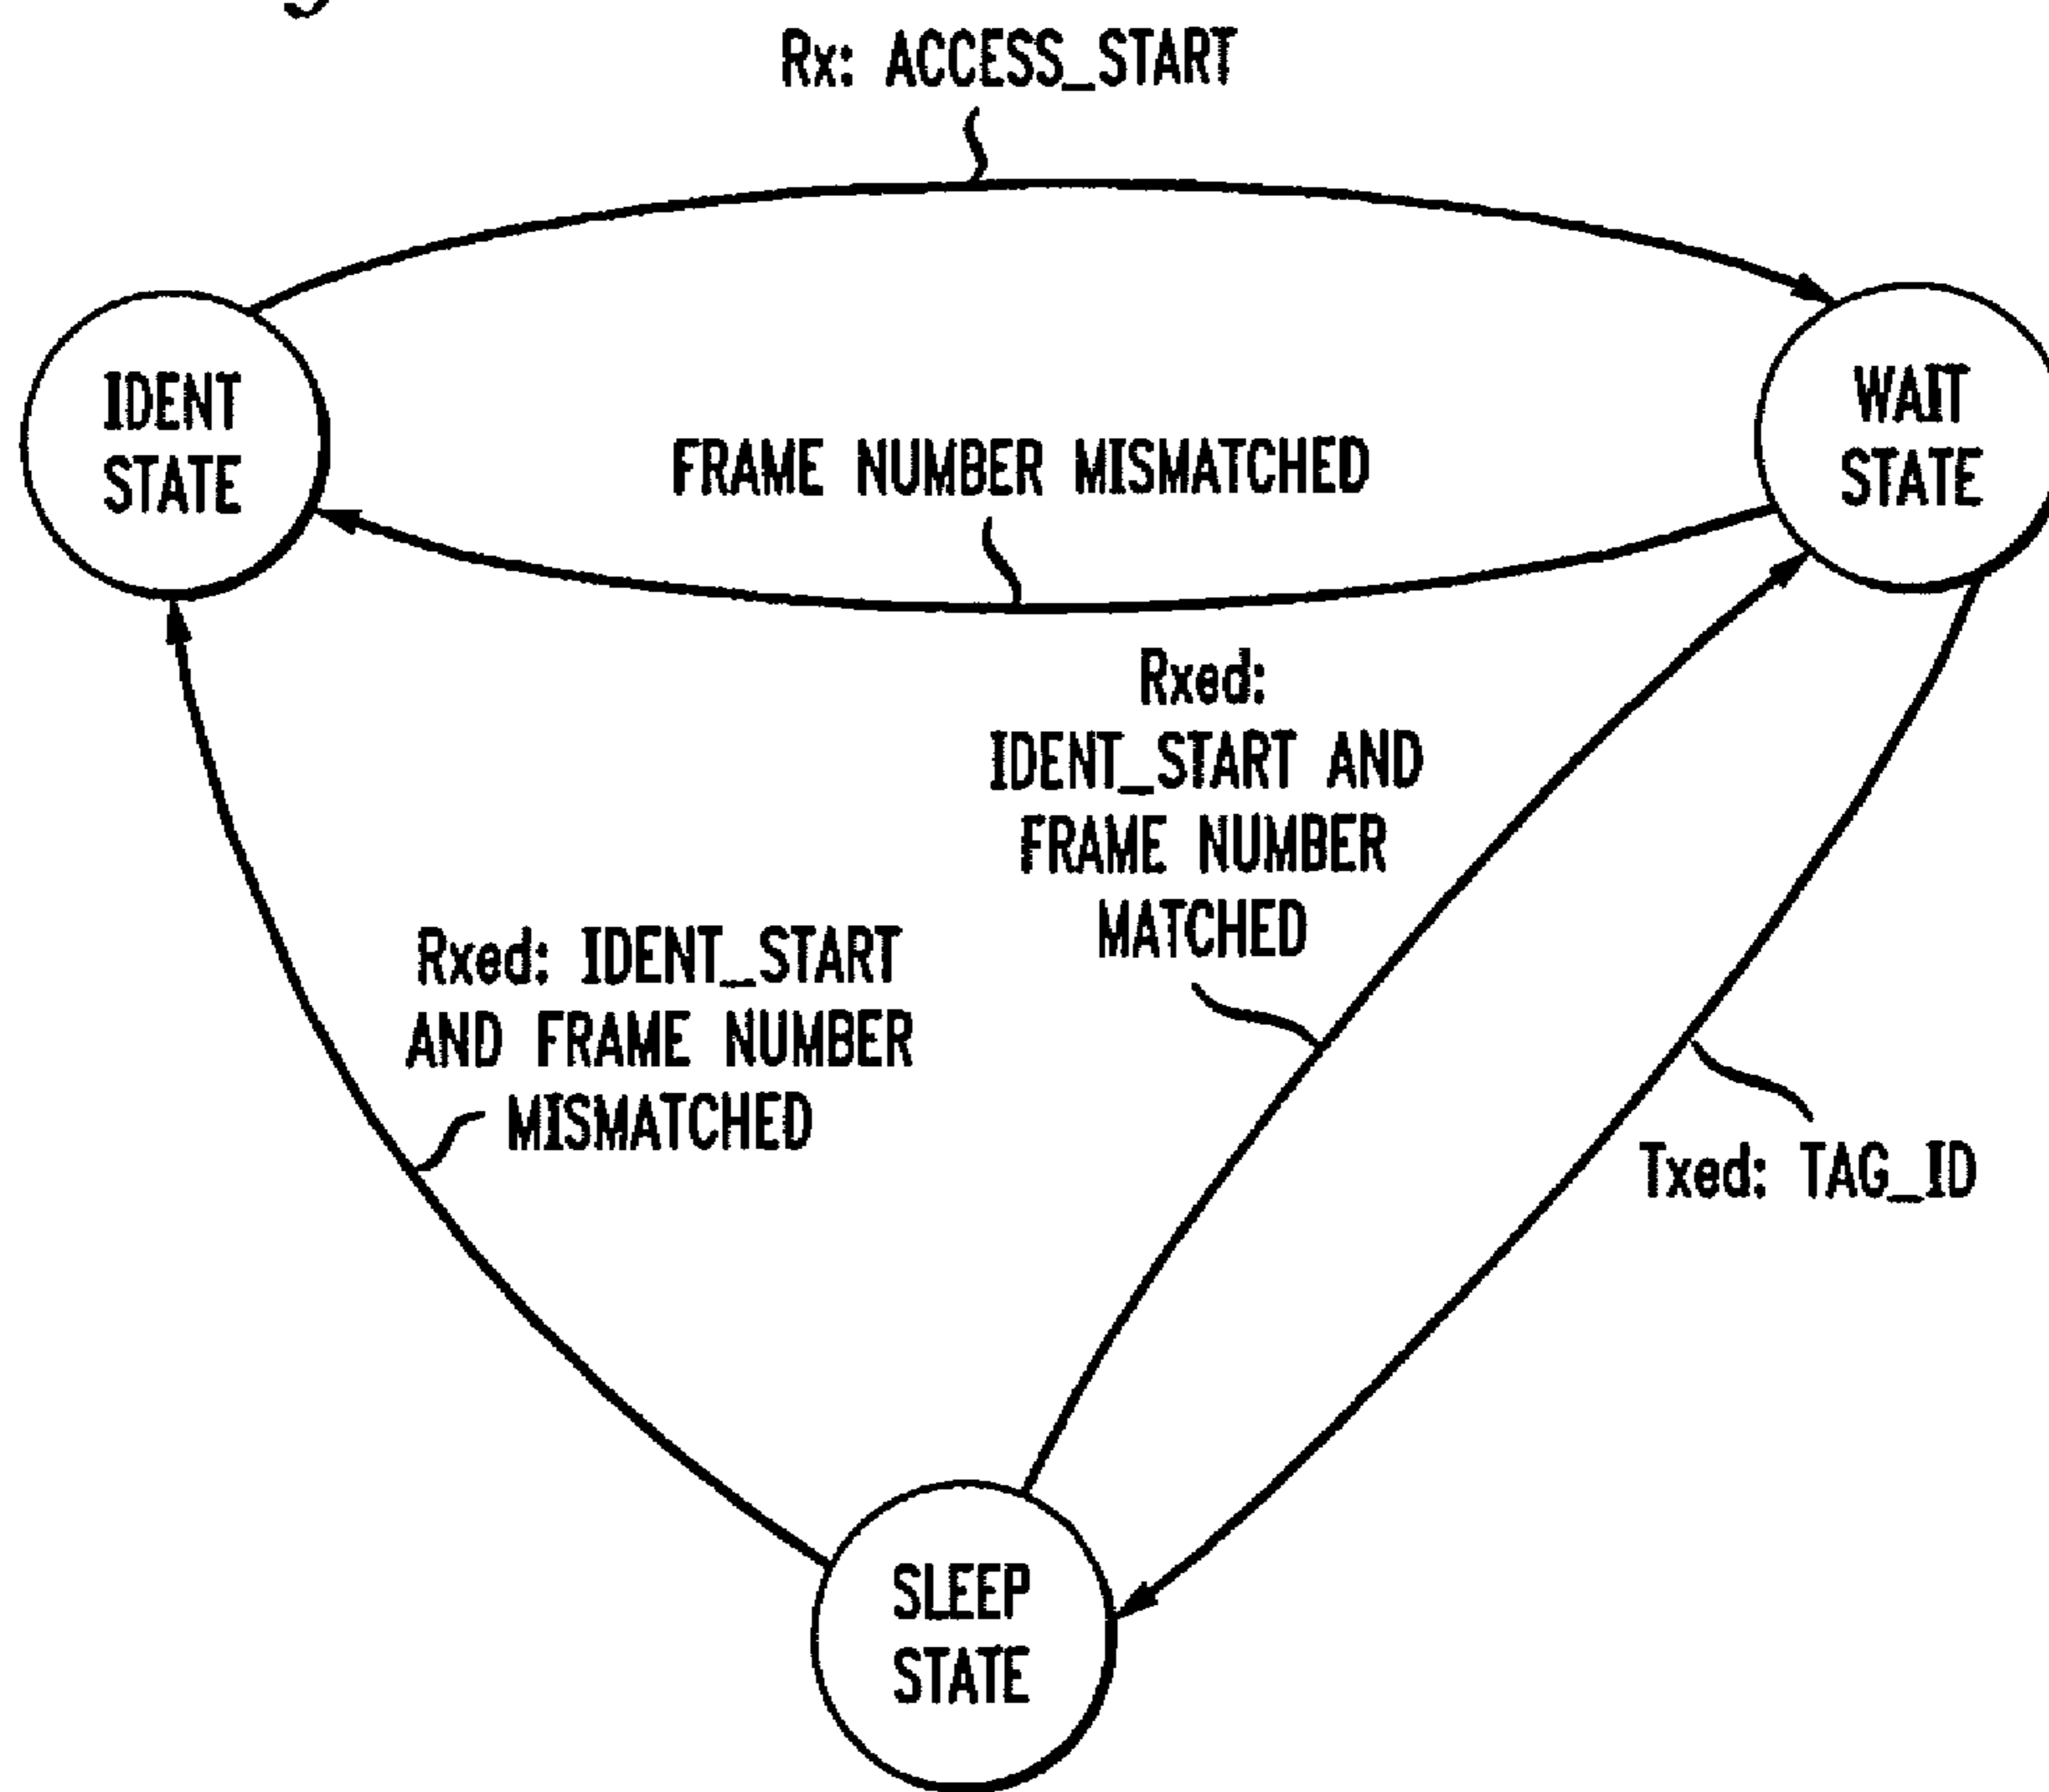 Rx: ACCESS_START
IDENT
STATE
WAIT
STATE
FRAME NUMBER MISMATCHED
Rxed:
IDENT_START AND
FRAME NUMBER
MATCHED
Rxed: IDENT_START
AND FRAME NUMBER
MISMATCHED
Txed: TAG_ID
SLEEP
STATE